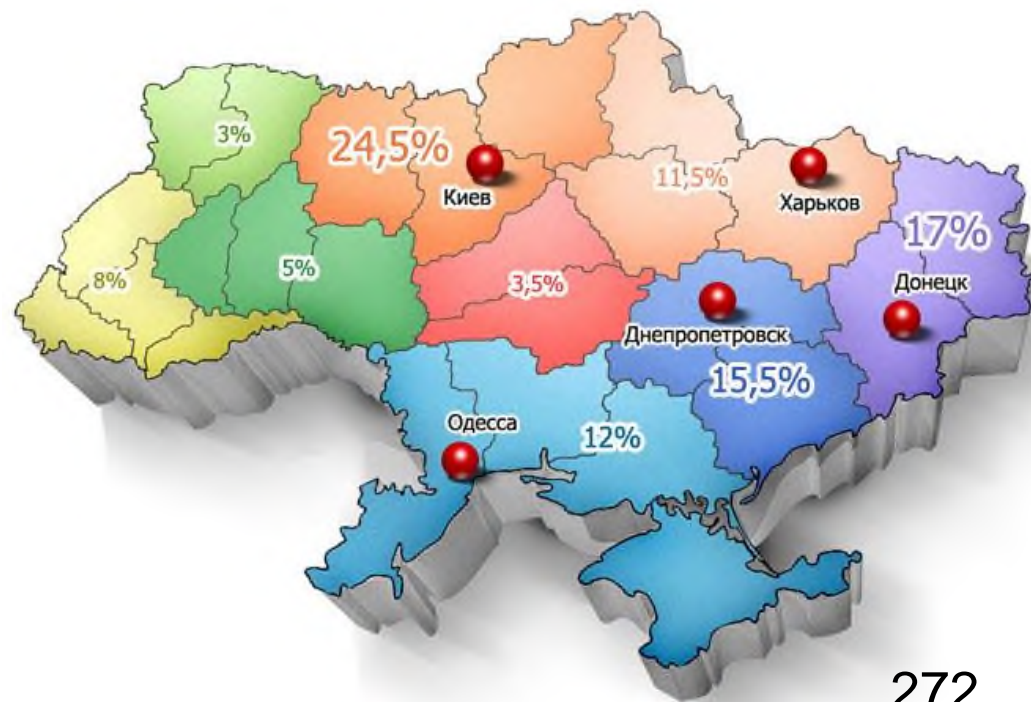 3%
24,5%
Киев
11,5%
Харьков
17%
Донецк
8%
5%
3,5%
Днепропетровск
15,5%
Одесса
12%
272